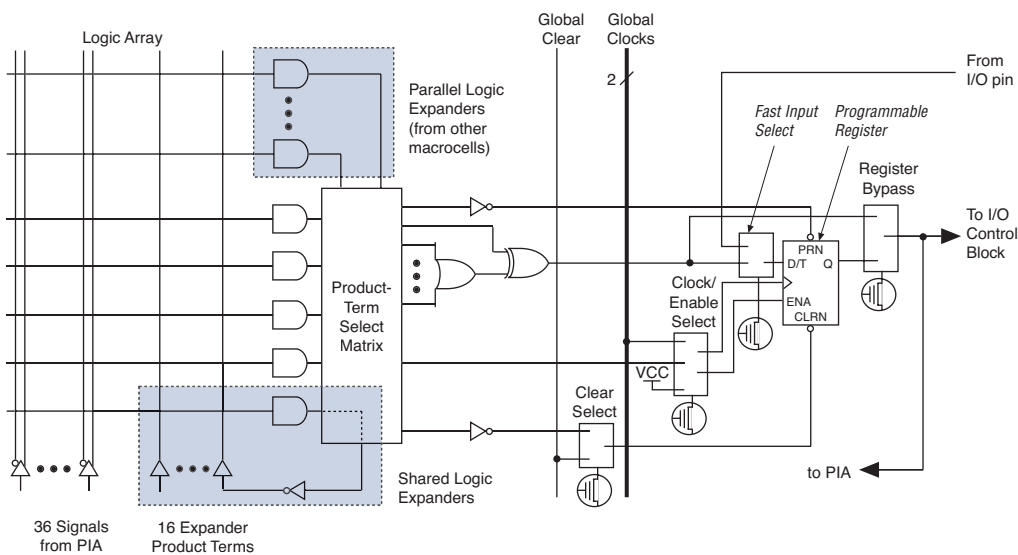 Logic Array
Global
Clear
Global
Clocks
2
From
I/O pin
Parallel Logic
Expanders
(from other
macrocells)
Fast Input
Select
Programmable
Register
Register
Bypass
To I/O
Control
Block
PRN
D/T Q
ENA
CLRN
Clock/
Enable
Select
Product-
Term
Select
Matrix
VCC
Clear
Select
to PIA
Shared Logic
Expanders
36 Signals
from PIA
16 Expander
Product Terms